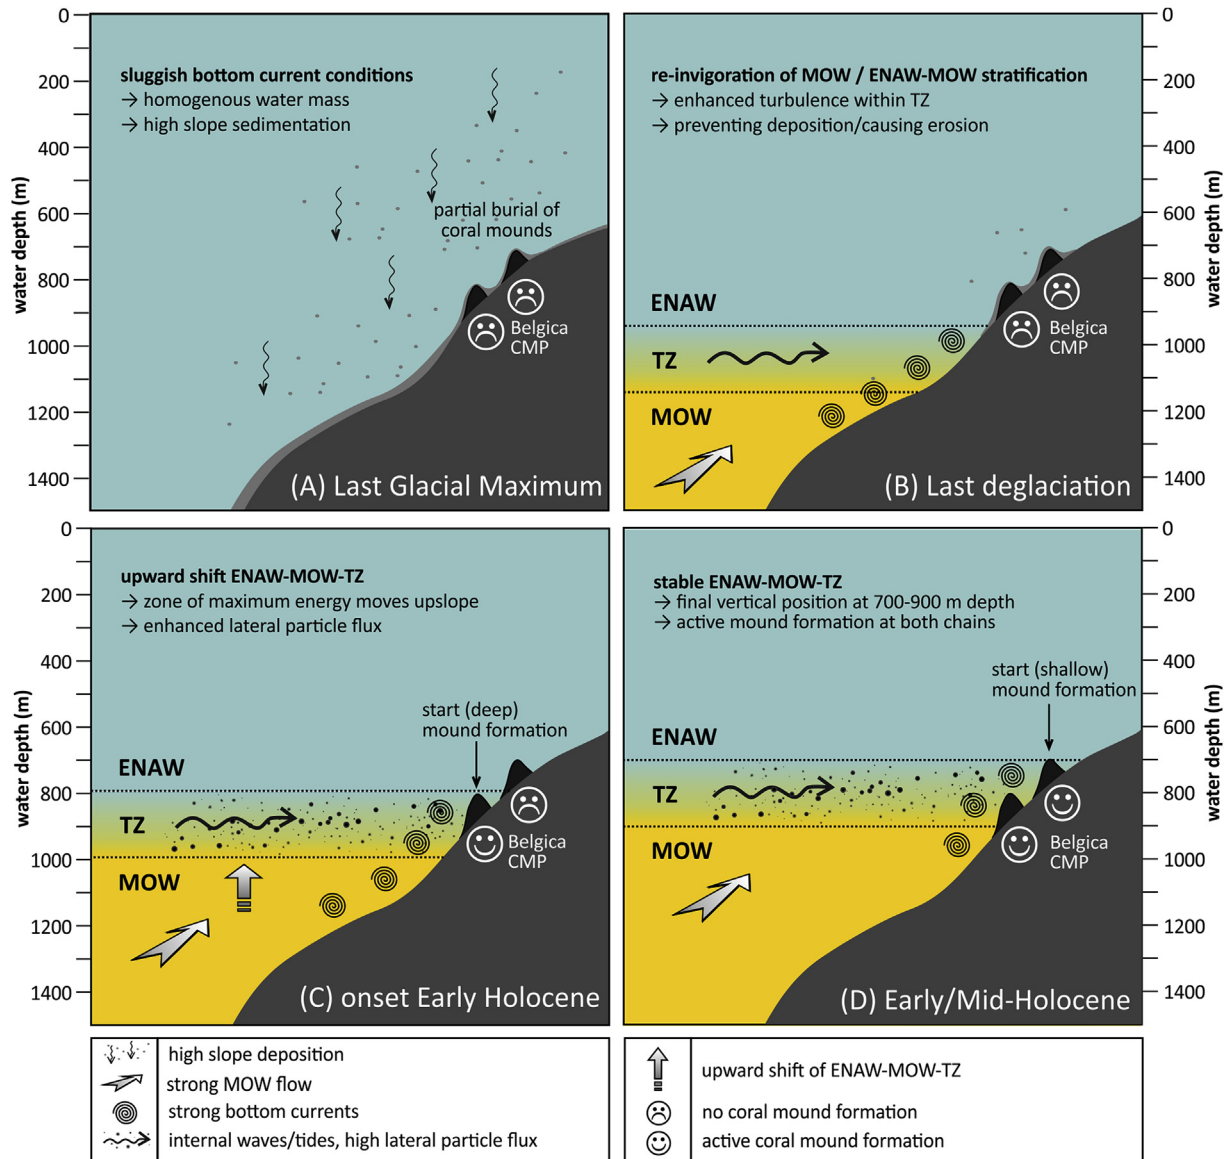 0
200
400
600
800
1000
1200
1400
water depth (m)
sluggish bottom current conditions
→ homogenous water mass
→ high slope sedimentation
partial burial of
coral mounds
Belgica
CMP
(A) Last Glacial Maximum
re-invigoration of MOW / ENAW-MOW stratification
→ enhanced turbulence within TZ
→ preventing deposition/causing erosion
ENAW
TZ
MOW
Belgica
CMP
(B) Last deglaciation
0
200
400
600
800
1000
1200
1400
water depth (m)
0
200
400
600
800
1000
1200
1400
water depth (m)
upward shift ENAW-MOW-TZ
→ zone of maximum energy moves upslope
→ enhanced lateral particle flux
start (deep)
mound formation
ENAW
TZ
MOW
Belgica
CMP
(C) onset Early Holocene
stable ENAW-MOW-TZ
→ final vertical position at 700-900 m depth
→ active mound formation at both chains
start (shallow)
mound formation
ENAW
TZ
MOW
Belgica
CMP
(D) Early/Mid-Holocene
0
200
400
600
800
1000
1200
1400
water depth (m)
high slope deposition
strong MOW flow
strong bottom currents
internal waves/tides, high lateral particle flux
upward shift of ENAW-MOW-TZ
no coral mound formation
active coral mound formation